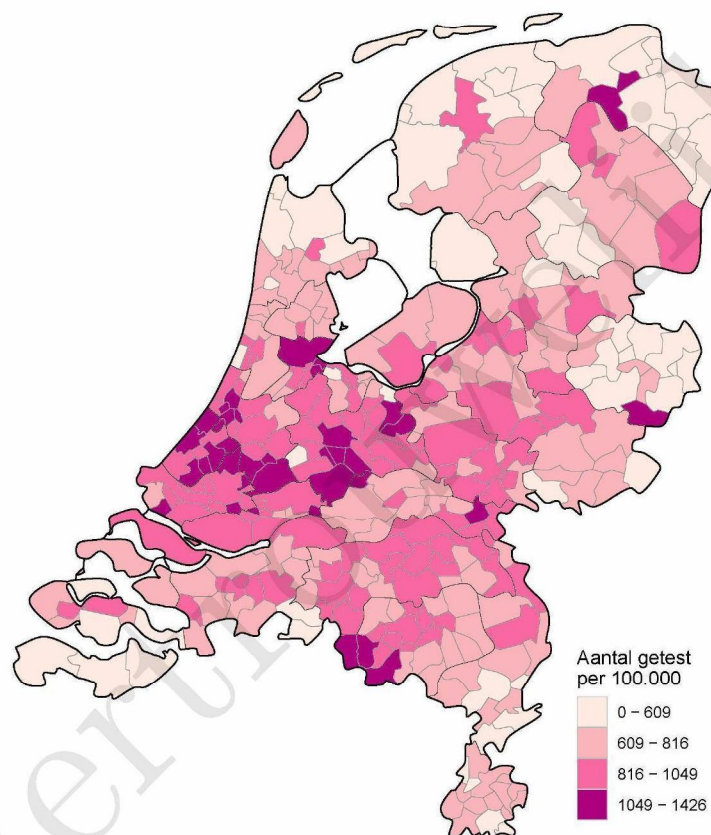 Aantal getest
per 100.000
0 – 609
609 – 816
816 – 1049
1049 – 1426